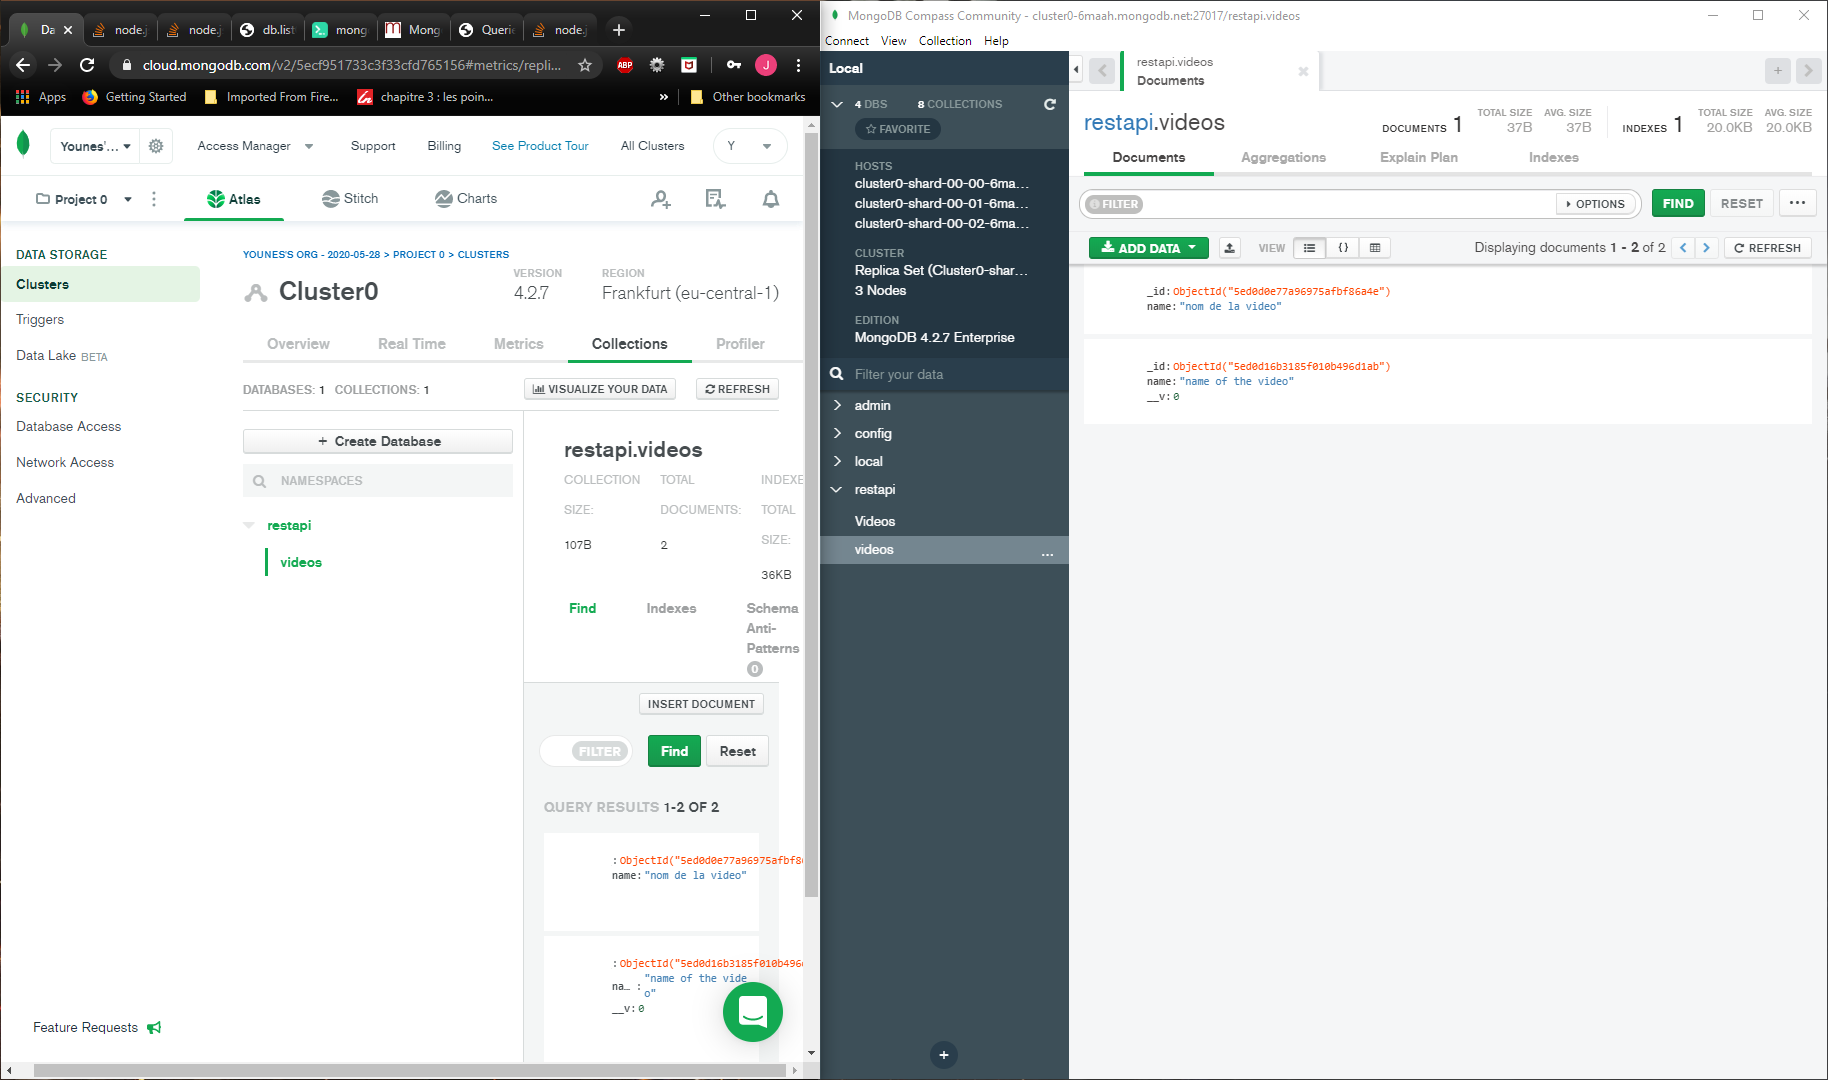 Da
node.j
node.j
db.list
mong
Mong
Querie
node.j
cloud.mongodb.com/v2/5ecf951733c3f33cfd765156#metrics/repli...
ABP
J
Apps
Getting Started
Imported From Fire...
chapitre 3 : les poin...
»
Other bookmarks
Younes'...
Access Manager
Support
Billing
See Product Tour
All Clusters
Y
Project 0
Atlas
Stitch
Charts
DATA STORAGE
Clusters
Triggers
Data Lake BETA
SECURITY
Database Access
Network Access
Advanced
Feature Requests
YOUNES'S ORG - 2020-05-28 > PROJECT 0 > CLUSTERS
Cluster0
VERSION
4.2.7
REGION
Frankfurt (eu-central-1)
Overview
Real Time
Metrics
Collections
Profiler
DATABASES: 1 COLLECTIONS: 1
VISUALIZE YOUR DATA
REFRESH
+ Create Database
NAMESPACES
restapi
videos
restapi.videos
COLLECTION SIZE: 107B
TOTAL DOCUMENTS: 2
INDEXE TOTAL SIZE: 36KB
Find
Indexes
Schema Anti-Patterns 0
INSERT DOCUMENT
FILTER
Find
Reset
QUERY RESULTS 1-2 OF 2
:ObjectId("5ed0d0e77a96975afbf8
name:"nom de la video"
:ObjectId("5ed0d16b3185f010b496
na… : "name of the vide
o"
__v:0
MongoDB Compass Community - cluster0-6maah.mongodb.net:27017/restapi.videos
Connect View Collection Help
Local
4 DBS 8 COLLECTIONS
FAVORITE
HOSTS
cluster0-shard-00-00-6ma...
cluster0-shard-00-01-6ma...
cluster0-shard-00-02-6ma...
CLUSTER
Replica Set (Cluster0-shar...
3 Nodes
EDITION
MongoDB 4.2.7 Enterprise
Filter your data
admin
config
local
restapi
Videos
videos
...
+
restapi.videos
Documents
restapi.videos
DOCUMENTS 1
TOTAL SIZE
37B
AVG. SIZE
37B
INDEXES 1
TOTAL SIZE
20.0KB
AVG. SIZE
20.0KB
Documents
Aggregations
Explain Plan
Indexes
FILTER
OPTIONS
FIND
RESET
...
ADD DATA
VIEW
{}
Displaying documents 1 - 2 of 2
REFRESH
_id:ObjectId("5ed0d0e77a96975afbf86a4e")
name:"nom de la video"
_id:ObjectId("5ed0d16b3185f010b496d1ab")
name:"name of the video"
__v:0